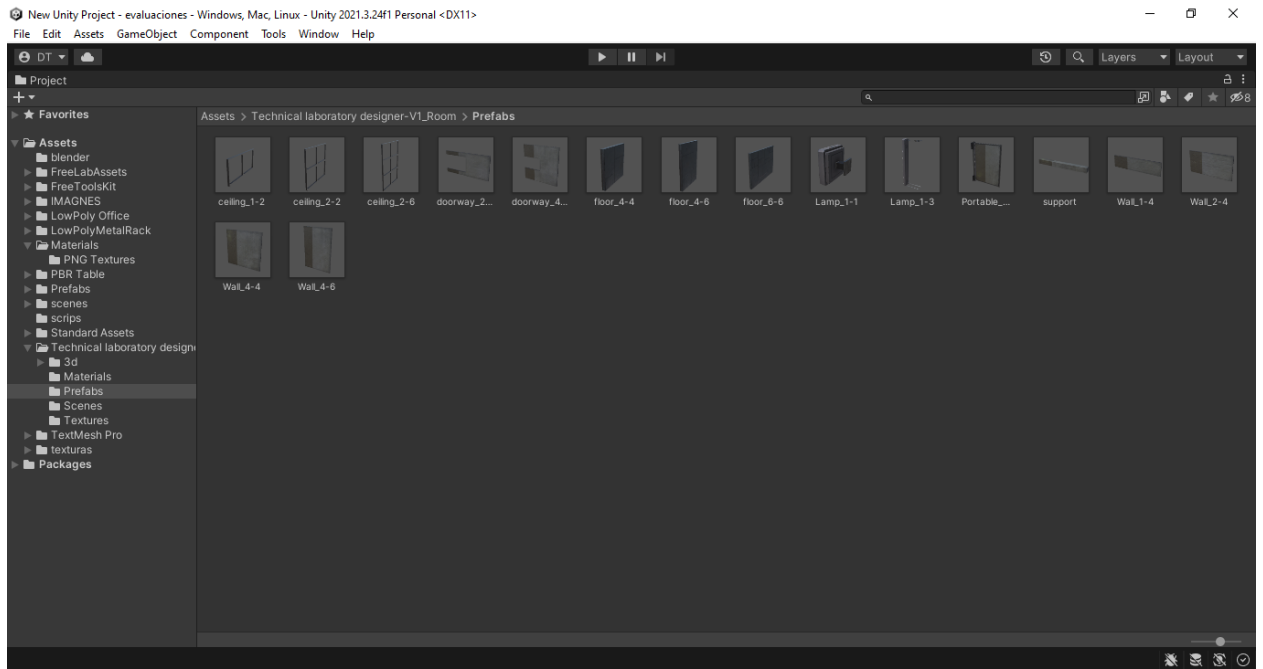 New Unity Project - evaluaciones - Windows, Mac, Linux - Unity 2021.3.24f1 Personal <DX11>
File Edit Assets GameObject Component Tools Window Help
DT Layers Layout
Project
8
Favorites
Assets > Technical laboratory designer-V1_Room > Prefabs
Assets
blender
FreeLabAssets
FreeToolsKit
IMAGNES
LowPoly Office
LowPolyMetalRack
Materials
PNG Textures
PBR Table
Prefabs
scenes
scrips
Standard Assets
Technical laboratory designe
3d
Materials
Prefabs
Scenes
Textures
TextMesh Pro
texturas
Packages
ceiling_1-2 ceiling_2-2 ceiling_2-6 doorway_2... doorway_4... floor_4-4 floor_4-6 floor_6-6 Lamp_1-1 Lamp_1-3 Portable_... support Wall_1-4 Wall_2-4
Wall_4-4 Wall_4-6